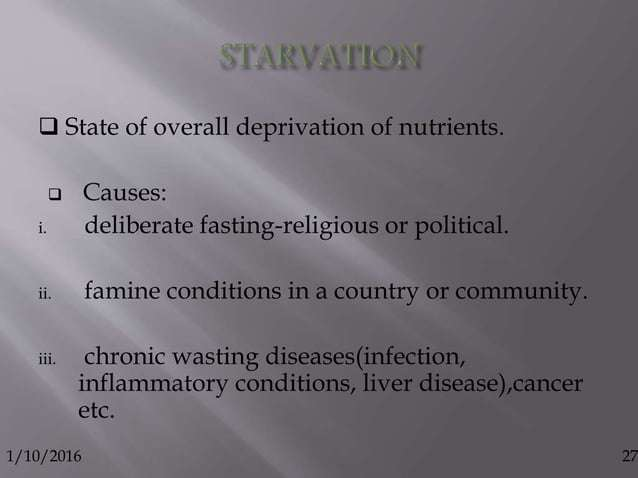 STARVATION
❑ State of overall deprivation of nutrients.
❑ Causes:
i. deliberate fasting-religious or political.
ii. famine conditions in a country or community.
iii. chronic wasting diseases(infection,
inflammatory conditions, liver disease),cancer
etc.
1/10/2016 27